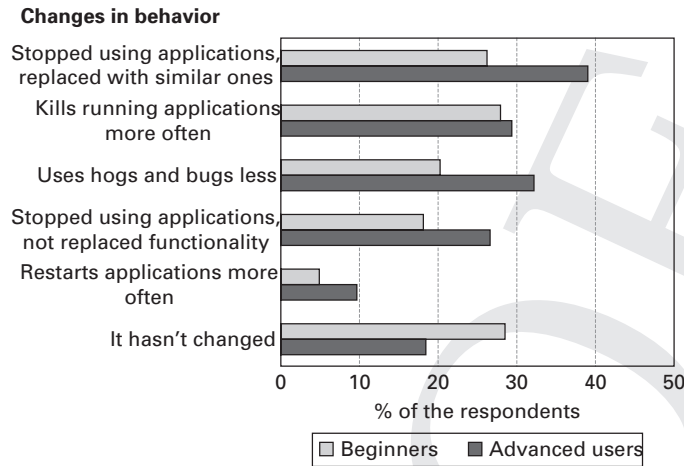 Changes in behavior
Stopped using applications,
replaced with similar ones
Kills running applications
more often
Uses hogs and bugs less
Stopped using applications,
not replaced functionality
Restarts applications more
often
It hasn't changed
0 10 20 30 40 50
% of the respondents
Beginners Advanced users